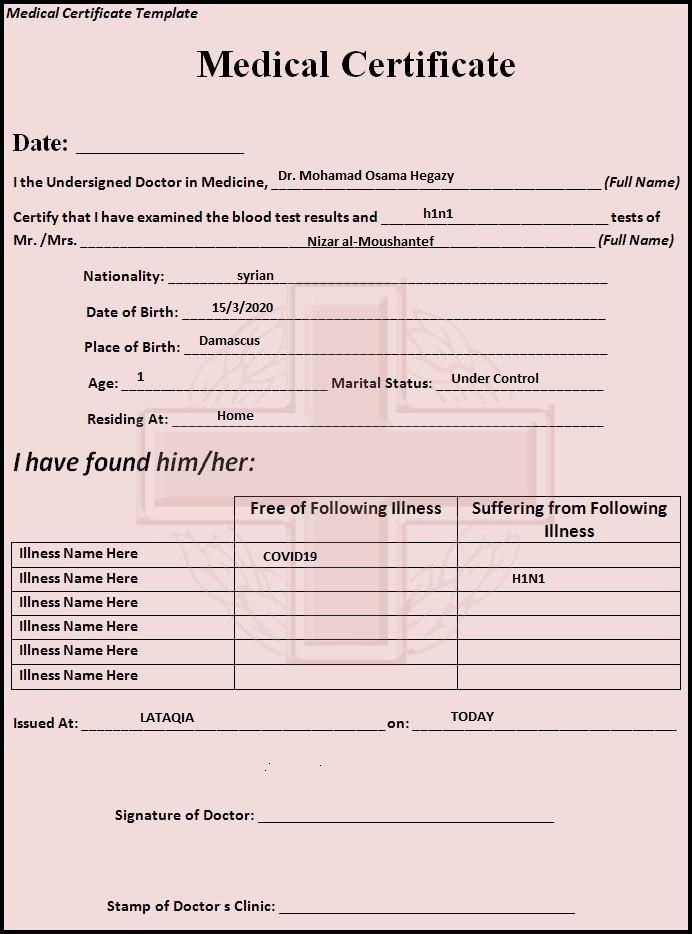 Medical Certificate Template
Medical Certificate
Date: ________________
I the Undersigned Doctor in Medicine, Dr. Mohamad Osama Hegazy (Full Name)
Certify that I have examined the blood test results and h1n1 tests of
Mr. /Mrs. Nizar al-Moushantef (Full Name)
Nationality: syrian
Date of Birth: 15/3/2020
Place of Birth: Damascus
Age: 1 Marital Status: Under Control
Residing At: Home
I have found him/her:
Free of Following Illness Suffering from Following
Illness
Illness Name Here COVID19
Illness Name Here H1N1
Illness Name Here
Illness Name Here
Illness Name Here
Illness Name Here
Issued At: LATAQIA on: TODAY
Signature of Doctor: ________________
Stamp of Doctor s Clinic: ________________